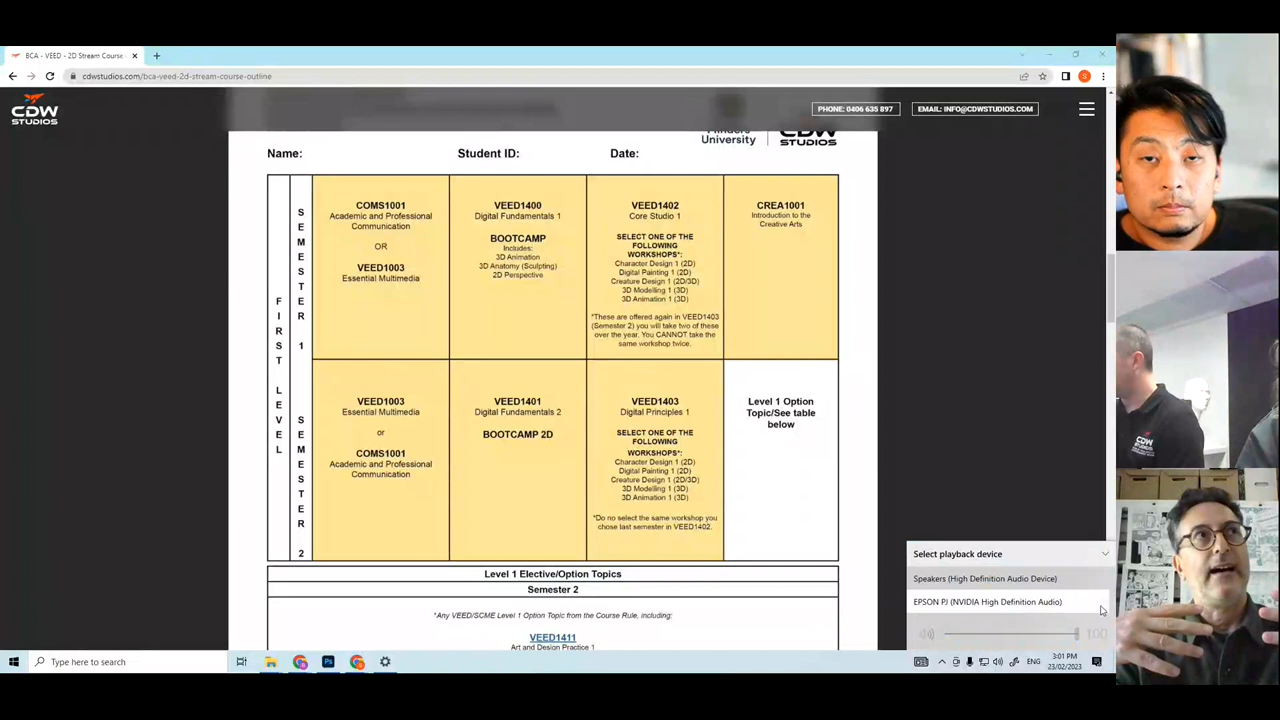 BCA - VEED - 2D Stream Course
cdwstudios.com/bca-veed-2d-stream-course-outline
CDW
STUDIOS
PHONE: 0406 635 897
EMAIL: INFO@CDWSTUDIOS.COM
S
Flinders
University
CDW
STUDIOS
Name:
Student ID:
Date:
FIRST LEVEL
SEMESTER 1
COMS1001
Academic and Professional
Communication
OR
VEED1003
Essential Multimedia
VEED1400
Digital Fundamentals 1
BOOTCAMP
Includes:
3D Animation
3D Anatomy (Sculpting)
2D Perspective
VEED1402
Core Studio 1
SELECT ONE OF THE
FOLLOWING
WORKSHOPS*:
Character Design 1 (2D)
Digital Painting 1 (2D)
Creature Design 1 (2D/3D)
3D Modelling 1 (3D)
3D Animation 1 (3D)
*These are offered again in VEED1403
(Semester 2) you will take two of these
over the year. You CANNOT take the
same workshop twice.
CREA1001
Introduction to the
Creative Arts
SEMESTER 2
VEED1003
Essential Multimedia
or
COMS1001
Academic and Professional
Communication
VEED1401
Digital Fundamentals 2
BOOTCAMP 2D
VEED1403
Digital Principles 1
SELECT ONE OF THE
FOLLOWING
WORKSHOPS*:
Character Design 1 (2D)
Digital Painting 1 (2D)
Creature Design 1 (2D/3D)
3D Modelling 1 (3D)
3D Animation 1 (3D)
*Do no select the same workshop you
chose last semester in VEED1402.
Level 1 Option
Topic/See table
below
Level 1 Elective/Option Topics
Semester 2
*Any VEED/SCME Level 1 Option Topic from the Course Rule, including:
VEED1411
Art and Design Practice 1
Select playback device
Speakers (High Definition Audio Device)
EPSON PJ (NVIDIA High Definition Audio)
100
Type here to search
Ps
ENG
3:01 PM
23/02/2023
CDW
STUDIOS